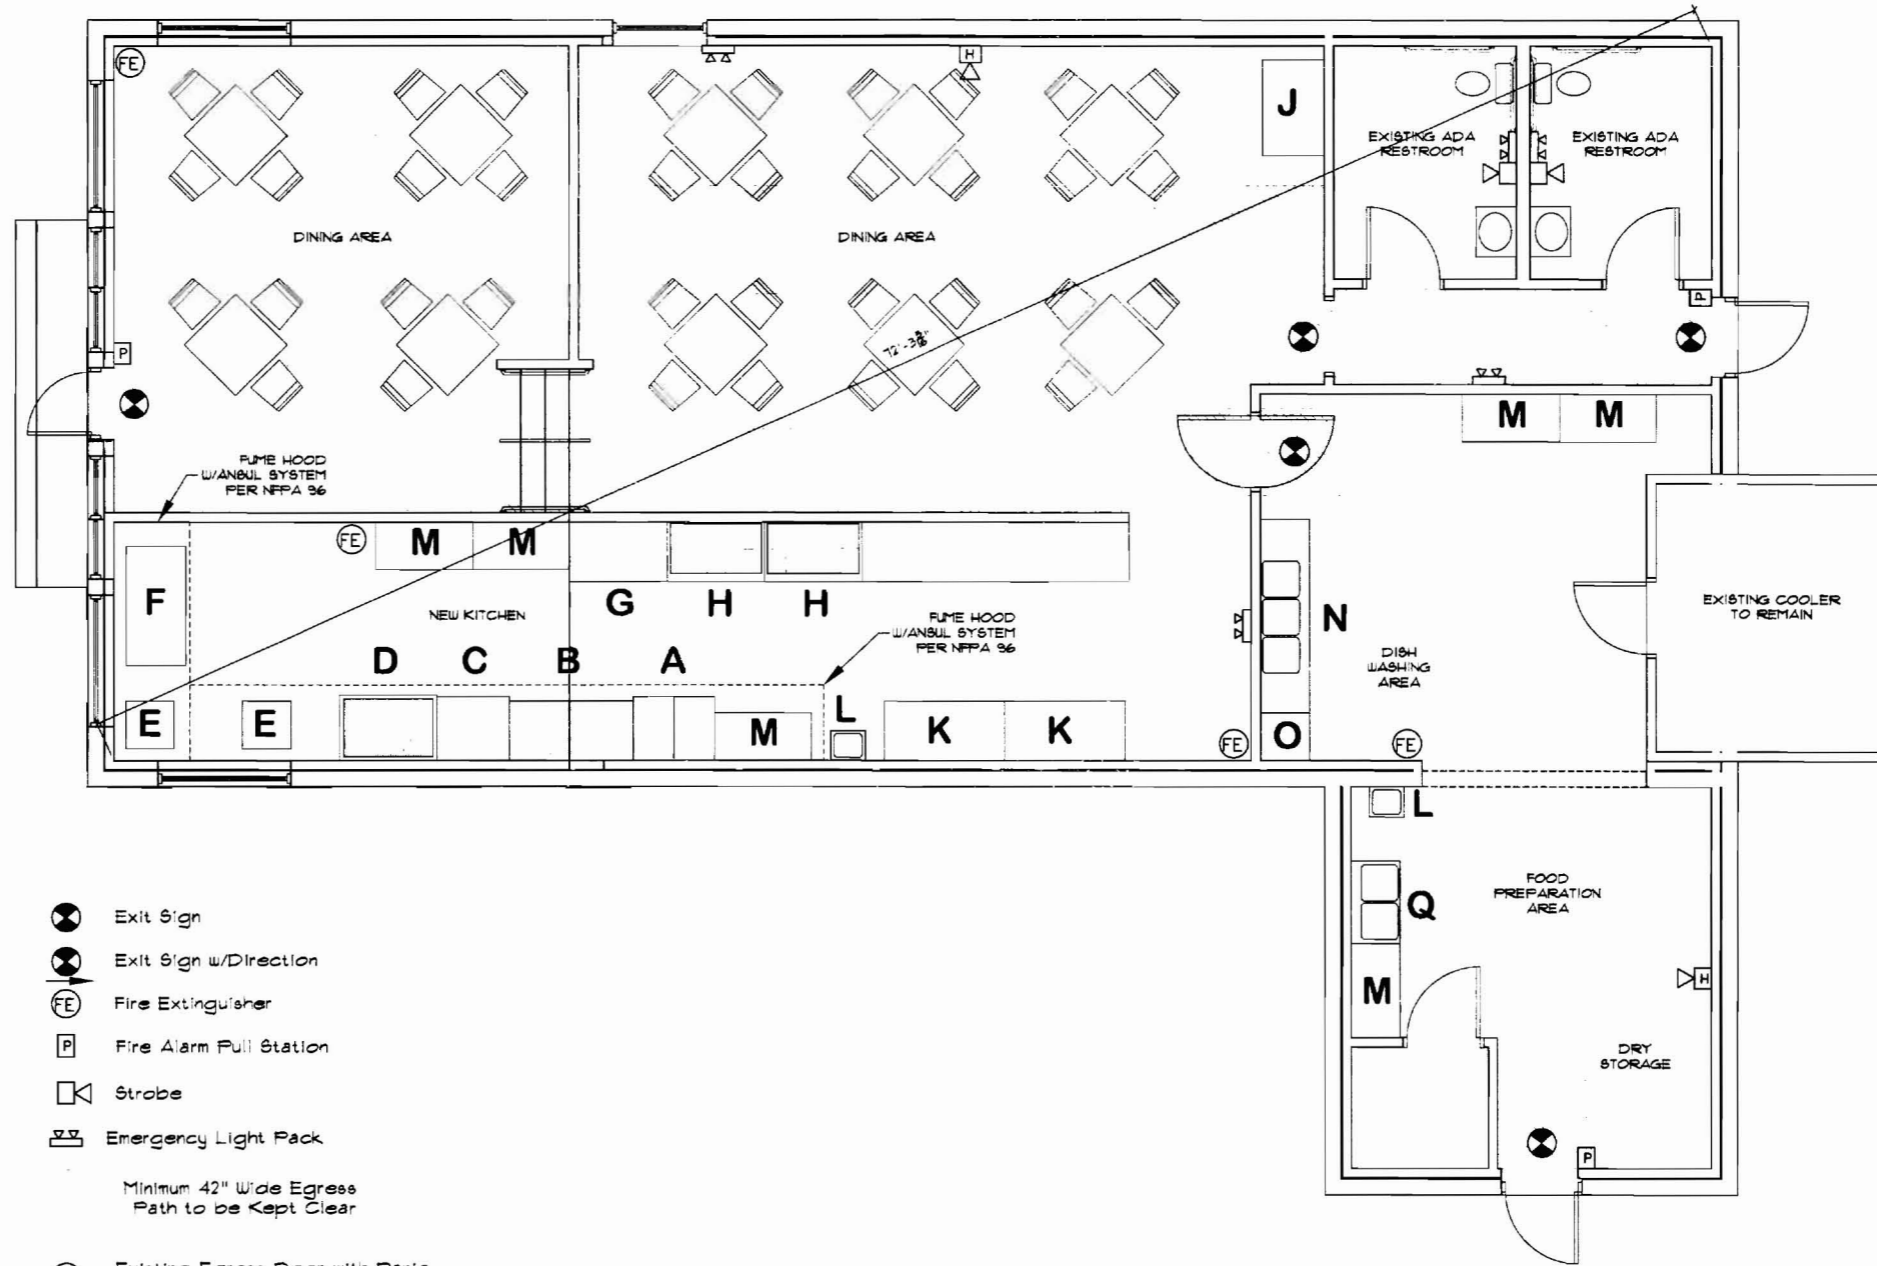 FE
H
J
EXISTING ADA
RESTROOM
EXISTING ADA
RESTROOM
DINING AREA
DINING AREA
P
P
M M
FUME HOOD
W/ANSUL SYSTEM
PER NFPA 96
FE
M M
F
G H H
NEW KITCHEN
FUME HOOD
W/ANSUL SYSTEM
PER NFPA 96
D C B A
E E
M
L
K K
FE
N
O
DISH
WASHING
AREA
FE
EXISTING COOLER
TO REMAIN
L
Q
FOOD
PREPARATION
AREA
M
H
DRY
STORAGE
P
Exit Sign
Exit Sign w/Direction
FE Fire Extinguisher
P Fire Alarm Pull Station
Strobe
Emergency Light Pack
Minimum 42" Wide Egress
Path to be Kept Clear